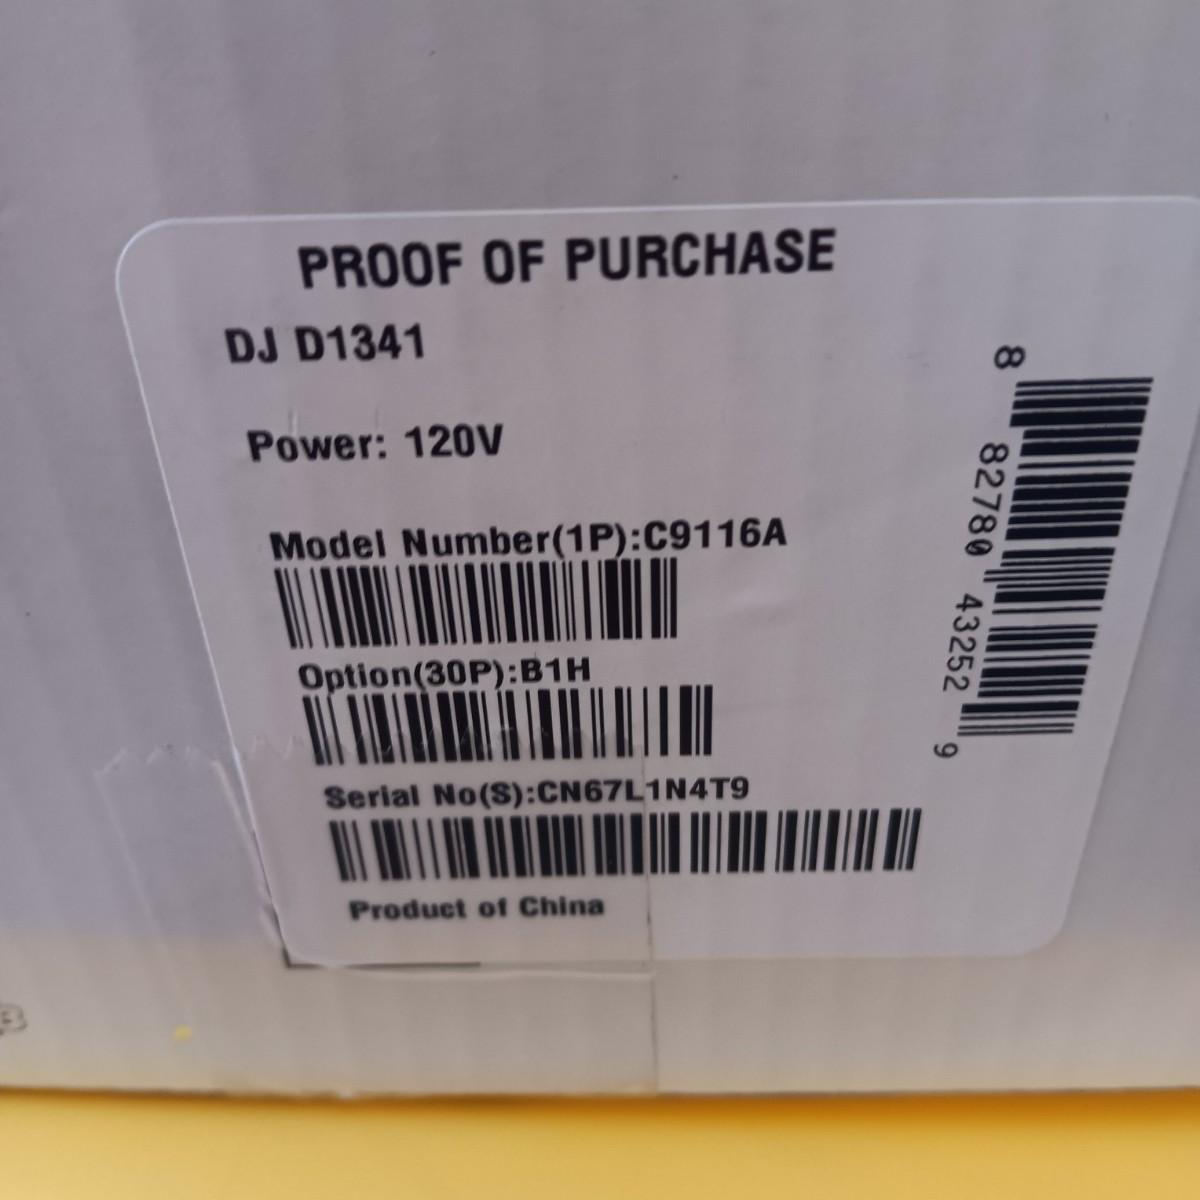 PROOF OF PURCHASE
DJ D1341
Power: 120V
Model Number(1P):C9116A
Option(30P):B1H
Serial No(S):CN67L1N4T9
Product of China
8 82780 43252 9
B